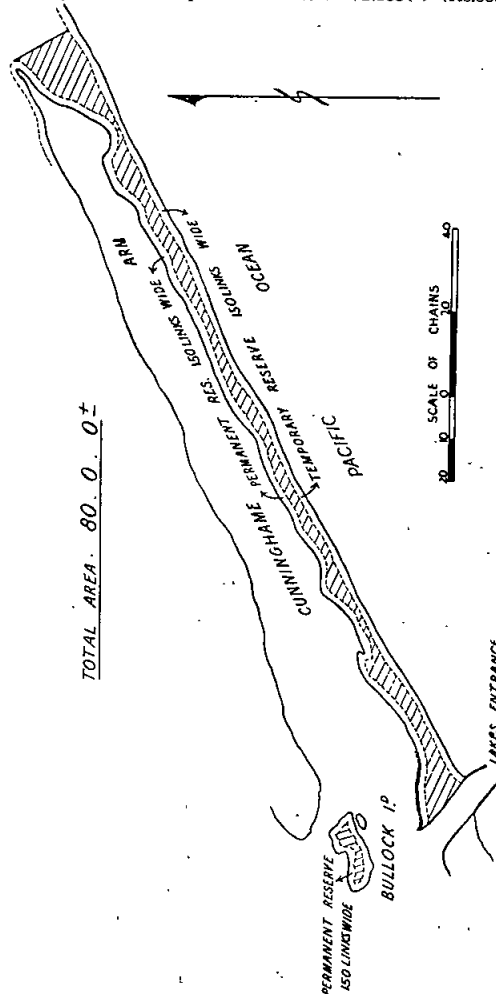 TOTAL AREA. 80. 0. 0±
CUNNINGHAME ARM
PERMANENT RES. 150 LINKS WIDE
TEMPORARY RESERVE 150 LINKS WIDE
PACIFIC OCEAN
SCALE OF CHAINS
20 10 0 20 40
PERMANENT RESERVE
150 LINKS WIDE
BULLOCK Iᴰ
LAKES ENTRANCE